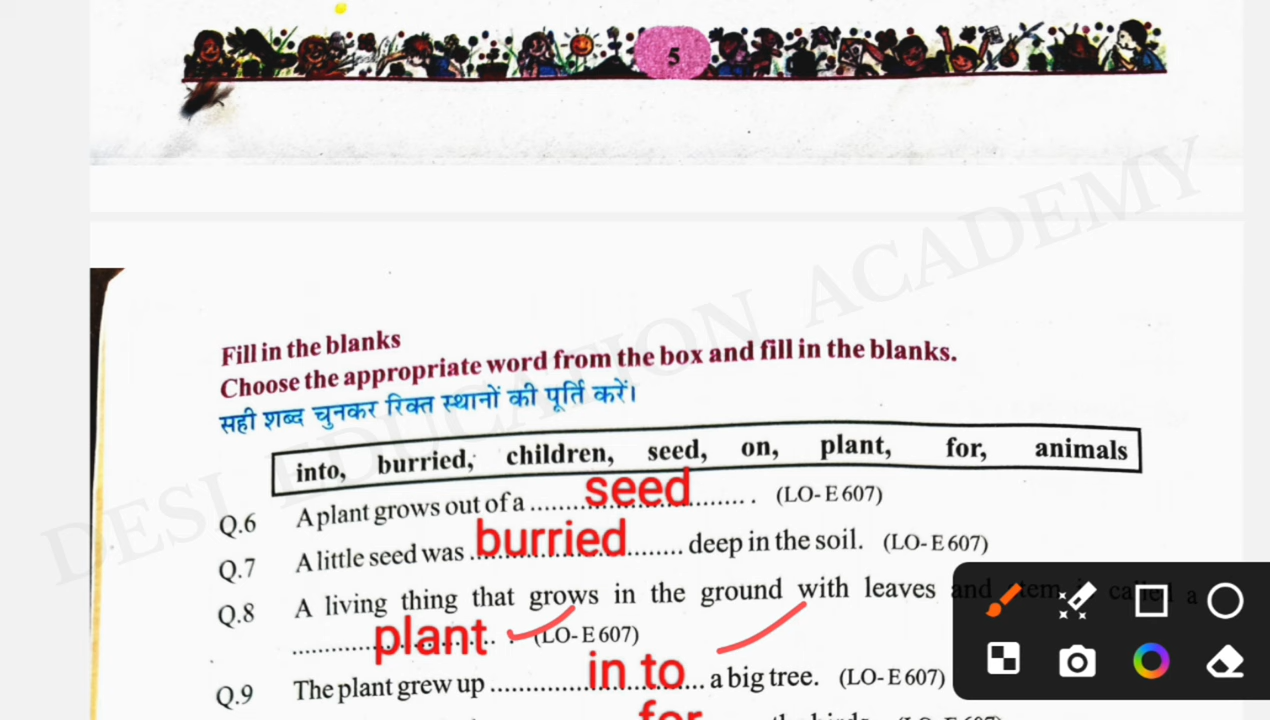 5
DESI EDUCATION ACADEMY
Fill in the blanks
Choose the appropriate word from the box and fill in the blanks.
सही शब्द चुनकर रिक्त स्थानों की पूर्ति करें।
into, burried, children, seed, on, plant, for, animals
Q.6 A plant grows out of a ........ seed ........ . (LO- E 607)
Q.7 A little seed was ........ burried ........ deep in the soil. (LO- E 607)
Q.8 A living thing that grows in the ground with leaves and stem is called a
........ plant ........ . (LO- E 607)
Q.9 The plant grew up ........ in to ........ a big tree. (LO- E 607)
for the birds.